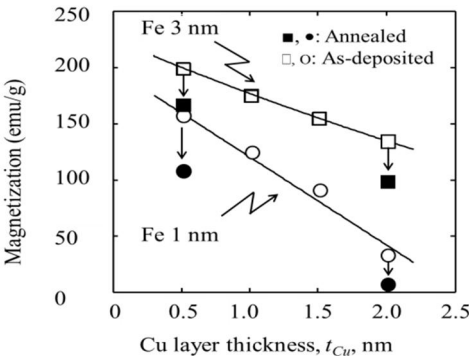 Fe 3 nm
■, ●: Annealed
□, ○: As-deposited
Fe 1 nm
Magnetization (emu/g)
250
200
150
100
50
0
0 0.5 1.0 1.5 2.0 2.5
Cu layer thickness, tCu, nm